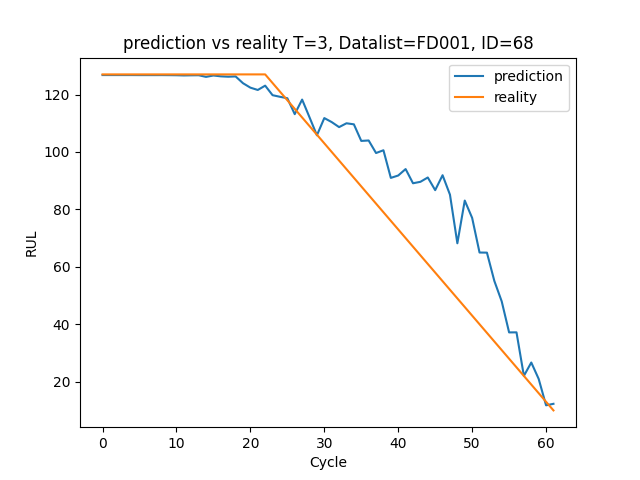 prediction vs reality T=3, Datalist=FD001, ID=68
prediction
reality
RUL
120
100
80
60
40
20
0 10 20 30 40 50 60
Cycle